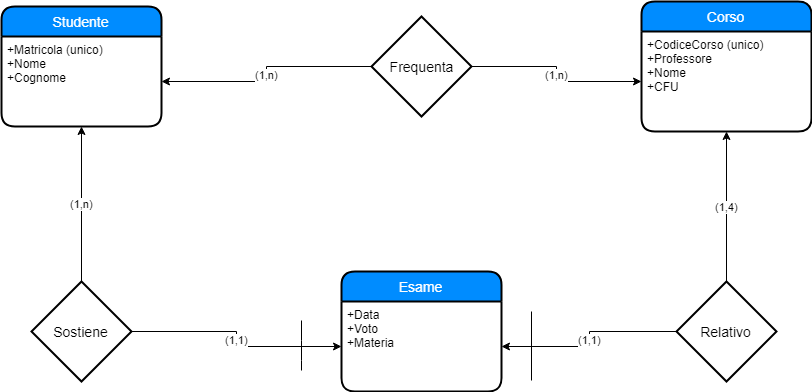 Studente
+Matricola (unico)
+Nome
+Cognome
(1,n)
Frequenta
(1,n)
Corso
+CodiceCorso (unico)
+Professore
+Nome
+CFU
(1,n)
(1,4)
Sostiene
(1,1)
Esame
+Data
+Voto
+Materia
(1,1)
Relativo